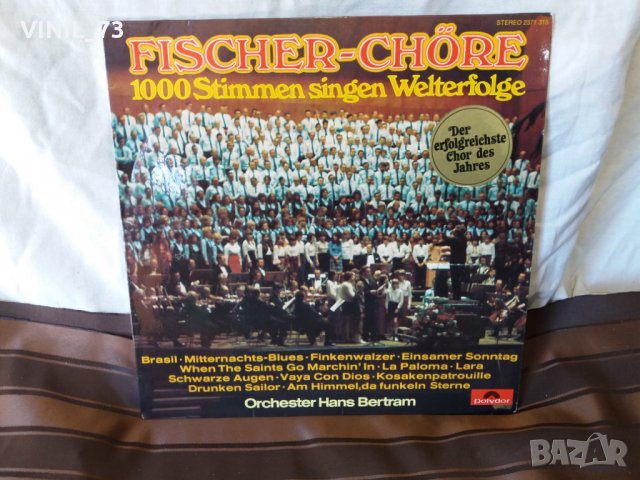 VINIL_73
STEREO 2371 315
FISCHER-CHÖRE
1000 Stimmen singen Welterfolge
Der
erfolgreichste
Chor des
Jahres
Brasil · Mitternachts-Blues · Finkenwalzer · Einsamer Sonntag
When The Saints Go Marchin' In · La Paloma · Lara
Schwarze Augen · Vaya Con Dios · Kosakenpatrouille
Drunken Sailor · Am Himmel, da funkeln Sterne
Orchester Hans Bertram
polydor
BAZAR